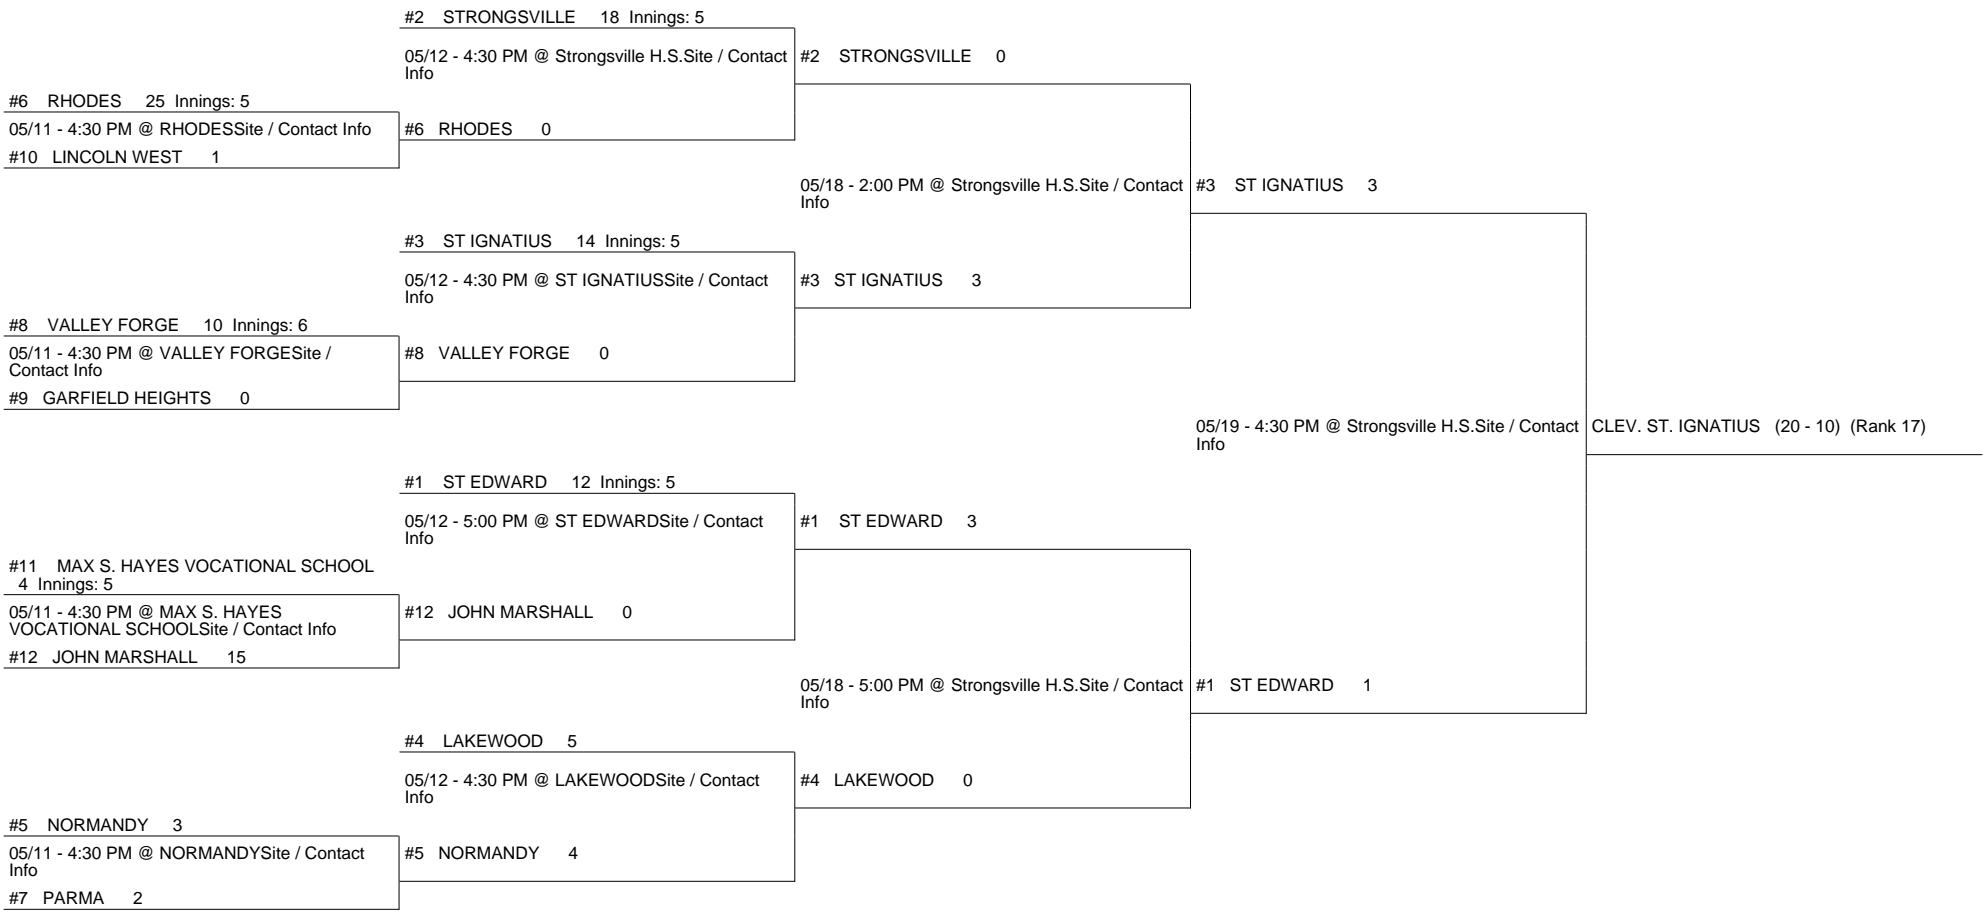 #2 STRONGSVILLE 18 Innings: 5
05/12 - 4:30 PM @ Strongsville H.S.Site / Contact
Info
#2 STRONGSVILLE 0
#6 RHODES 25 Innings: 5
05/11 - 4:30 PM @ RHODESSite / Contact Info
#6 RHODES 0
#10 LINCOLN WEST 1
05/18 - 2:00 PM @ Strongsville H.S.Site / Contact
Info
#3 ST IGNATIUS 3
#3 ST IGNATIUS 14 Innings: 5
05/12 - 4:30 PM @ ST IGNATIUSSite / Contact
Info
#3 ST IGNATIUS 3
#8 VALLEY FORGE 10 Innings: 6
05/11 - 4:30 PM @ VALLEY FORGESite /
Contact Info
#8 VALLEY FORGE 0
#9 GARFIELD HEIGHTS 0
05/19 - 4:30 PM @ Strongsville H.S.Site / Contact
Info
CLEV. ST. IGNATIUS (20 - 10) (Rank 17)
#1 ST EDWARD 12 Innings: 5
05/12 - 5:00 PM @ ST EDWARDSite / Contact
Info
#1 ST EDWARD 3
#11 MAX S. HAYES VOCATIONAL SCHOOL
4 Innings: 5
05/11 - 4:30 PM @ MAX S. HAYES
VOCATIONAL SCHOOLSite / Contact Info
#12 JOHN MARSHALL 0
#12 JOHN MARSHALL 15
05/18 - 5:00 PM @ Strongsville H.S.Site / Contact
Info
#1 ST EDWARD 1
#4 LAKEWOOD 5
05/12 - 4:30 PM @ LAKEWOODSite / Contact
Info
#4 LAKEWOOD 0
#5 NORMANDY 3
05/11 - 4:30 PM @ NORMANDYSite / Contact
Info
#5 NORMANDY 4
#7 PARMA 2